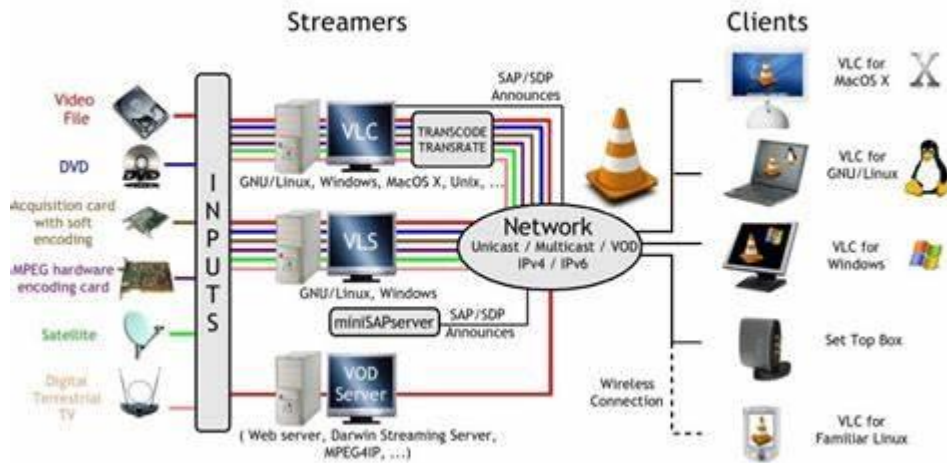 Streamers
Clients
Video
File
DVD
Acquisition card
with soft
encoding
MPEG hardware
encoding card
Satellite
Digital
Terrestrial
TV
DVD
INPUTS
VLC
TRANSCODE
TRANSRATE
SAP/SDP
Announces
GNU/Linux, Windows, MacOS X, Unix, ...
VLS
GNU/Linux, Windows
miniSAPserver
SAP/SDP
Announces
VOD
Server
( Web server, Darwin Streaming Server,
MPEG4IP, ...)
Network
Unicast / Multicast / VOD
IPv4 / IPv6
Wireless
Connection
VLC for
MacOS X
X
VLC for
GNU/Linux
VLC for
Windows
Set Top Box
VLC for
Familiar Linux